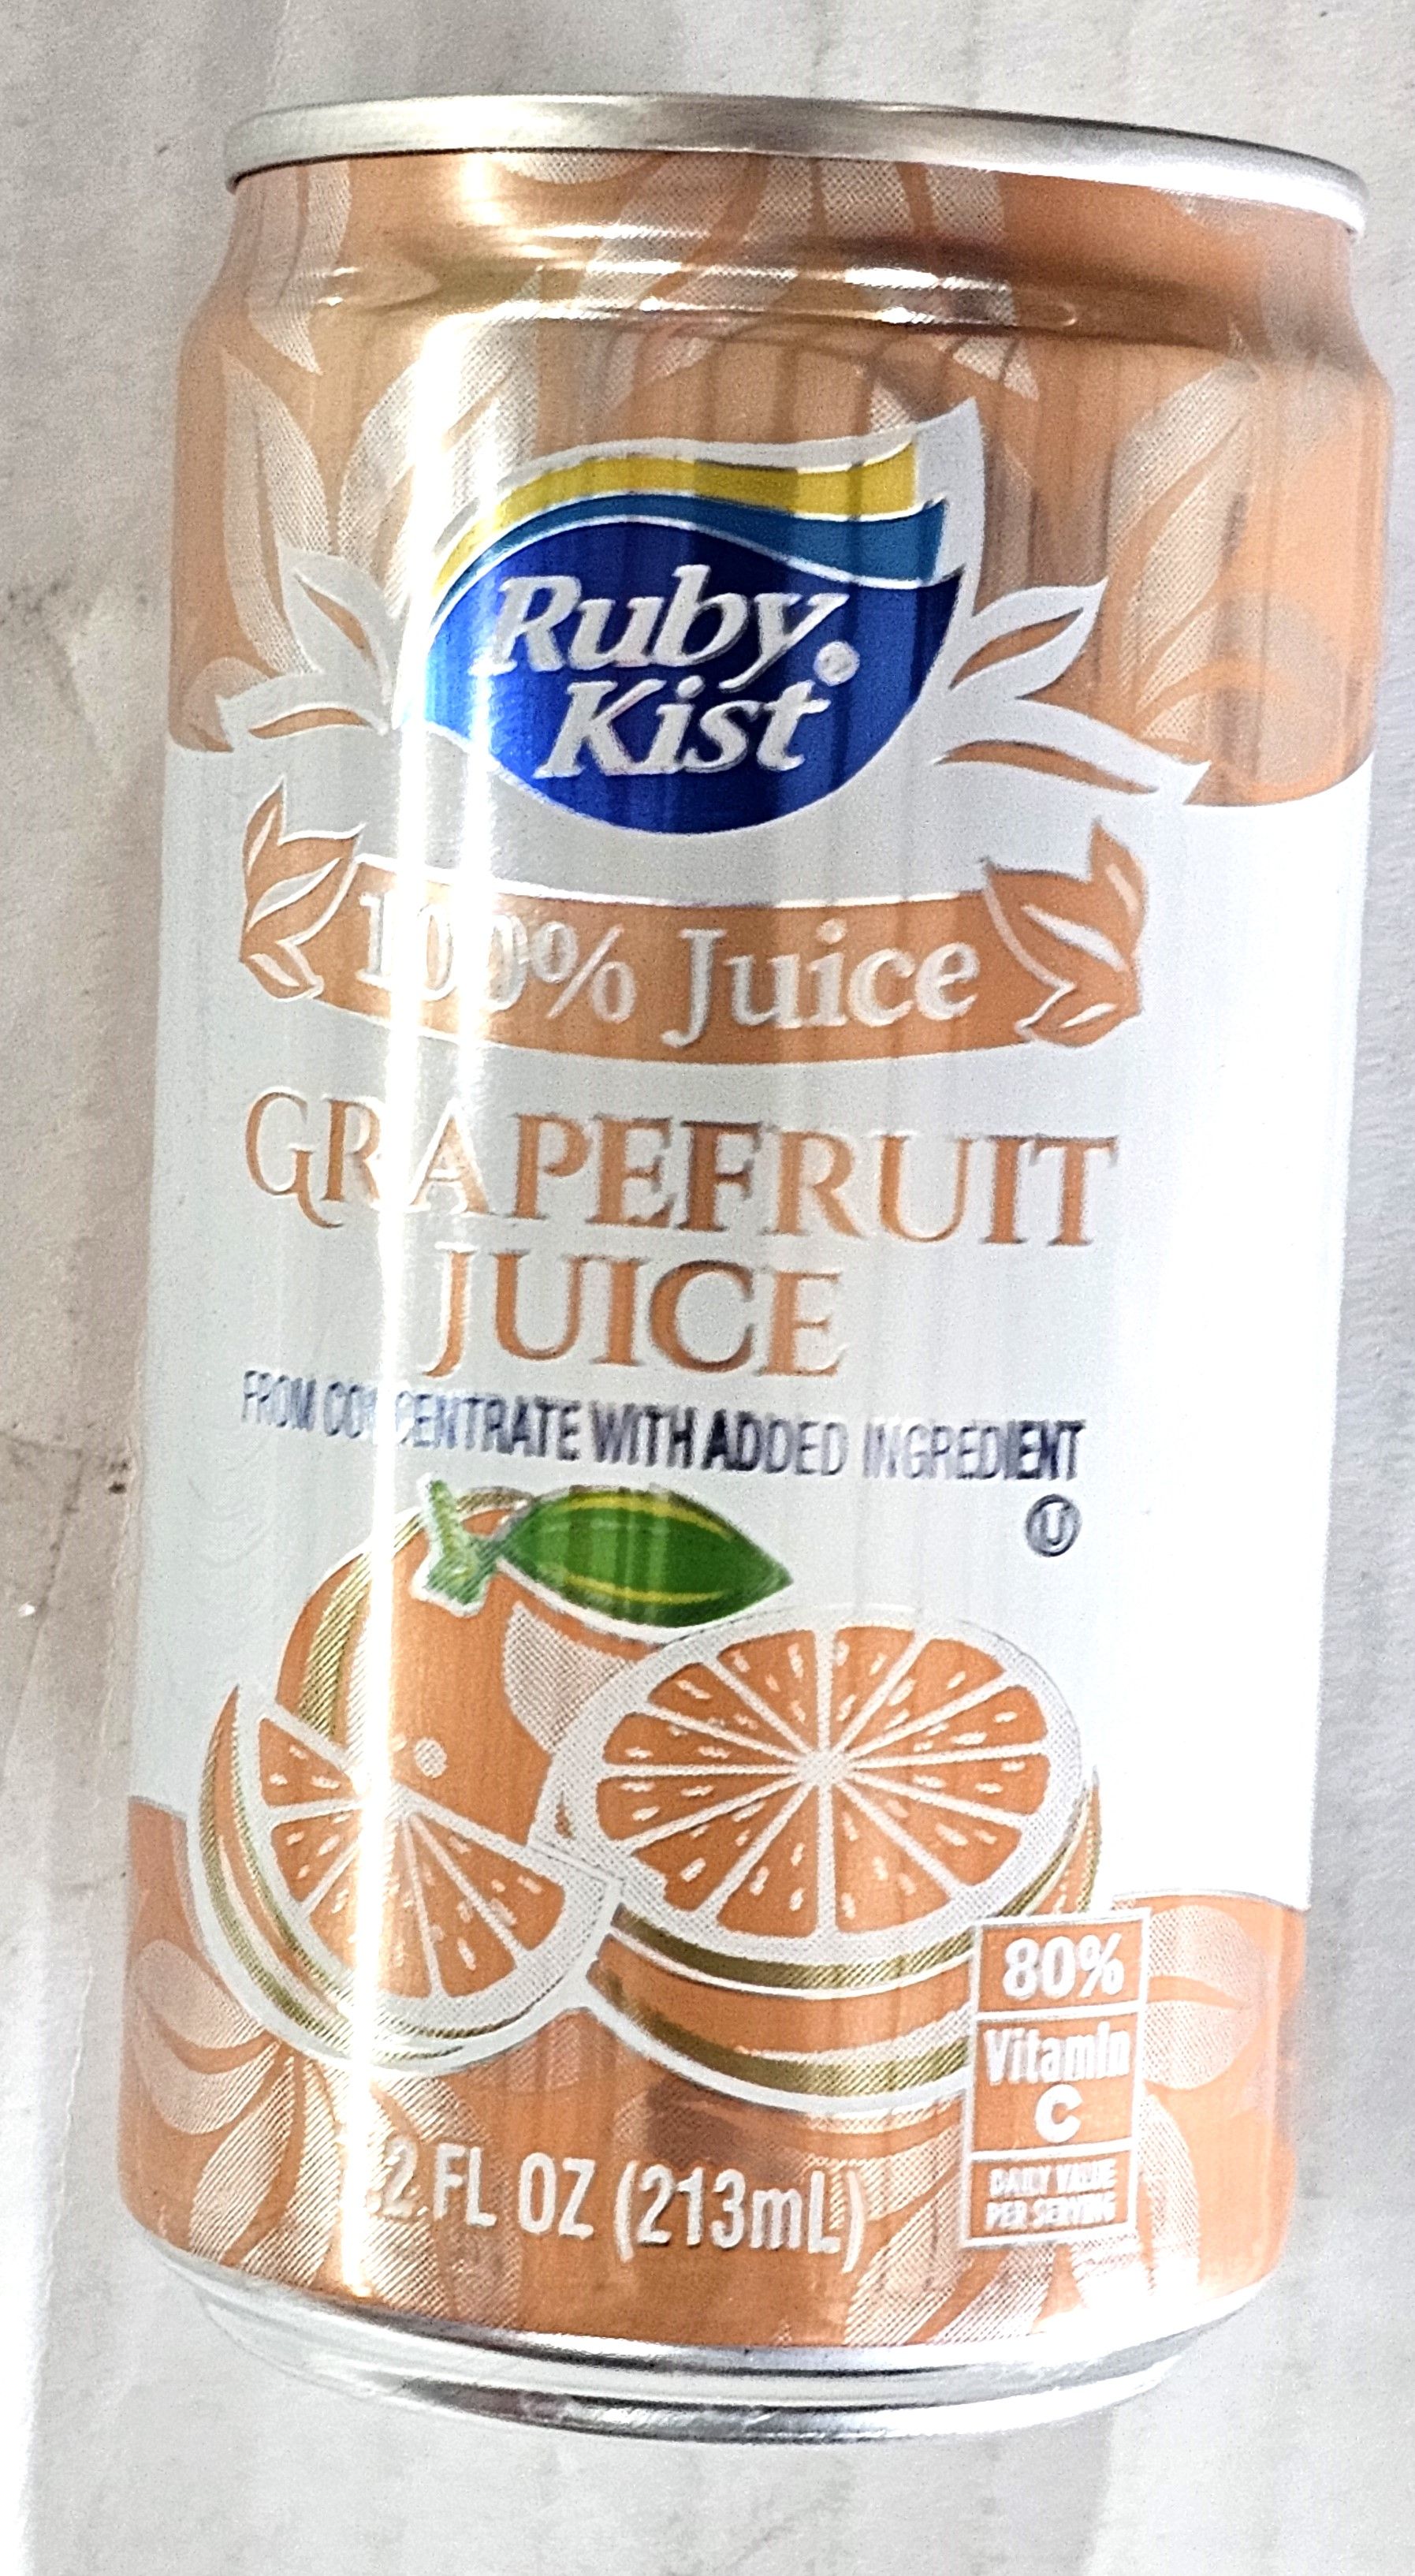 Ruby
Kist®
100% Juice
GRAPEFRUIT
JUICE
FROM CONCENTRATE WITH ADDED INGREDIENT
U
80%
Vitamin
C
DAILY VALUE
PER SERVING
.2 FL OZ (213mL)